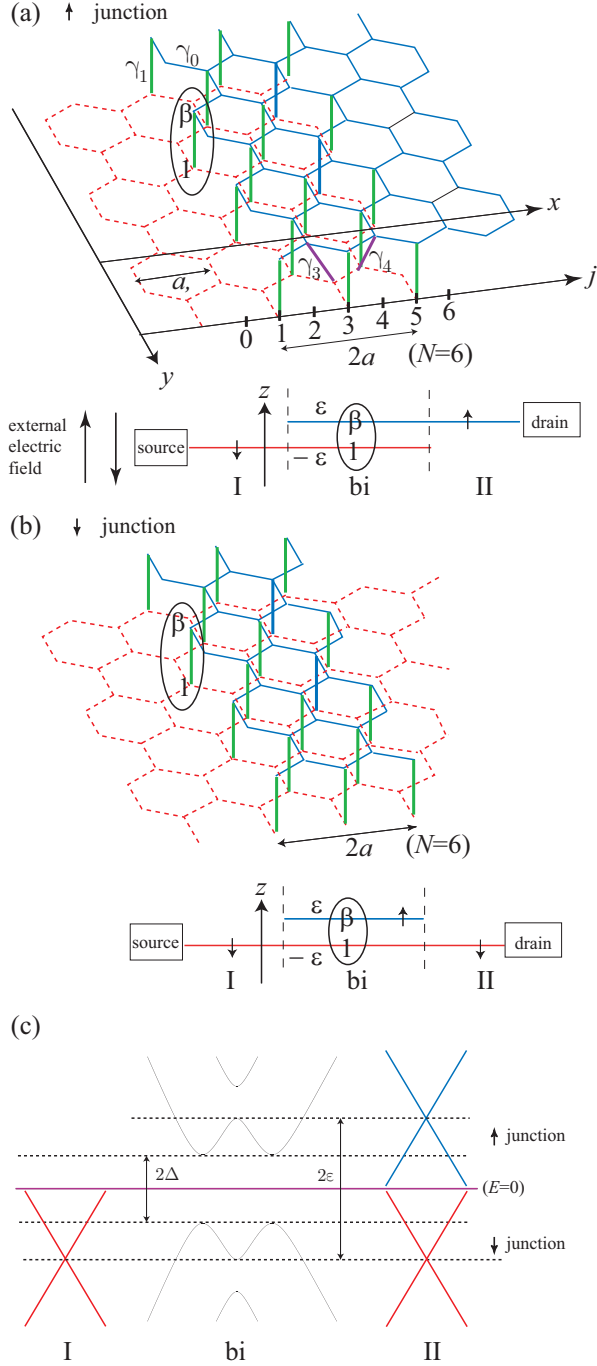 (a) ↑ junction
γ1
γ0
β
1
x
a,
γ3
γ4
j
0 1 2 3 4 5 6
2a (N=6)
y
external
electric
field
source
z
ε β
− ε 1
I
bi
II
drain
(b) ↓ junction
β
1
2a (N=6)
source
z
ε β
− ε 1
I
bi
II
drain
(c)
2Δ
2ε
↑ junction
(E=0)
↓ junction
I bi II